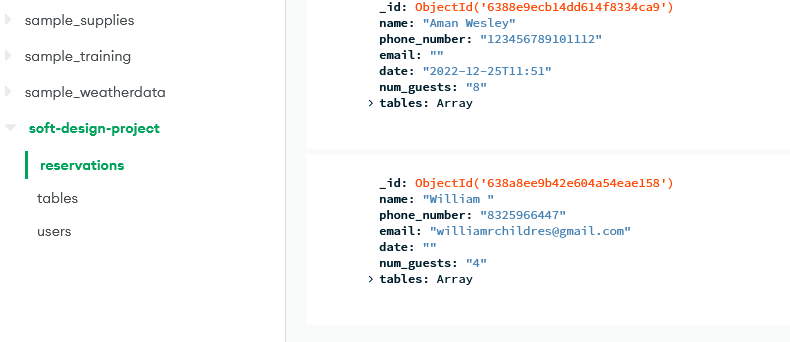 sample_supplies
sample_training
sample_weatherdata
soft-design-project
reservations
tables
users
_id: ObjectId('6388e9ecb14dd614f8334ca9')
name: "Aman Wesley"
phone_number: "123456789101112"
email: ""
date: "2022-12-25T11:51"
num_guests: "8"
tables: Array
_id: ObjectId('638a8ee9b42e604a54eae158')
name: "William "
phone_number: "8325966447"
email: "williamrchildres@gmail.com"
date: ""
num_guests: "4"
tables: Array